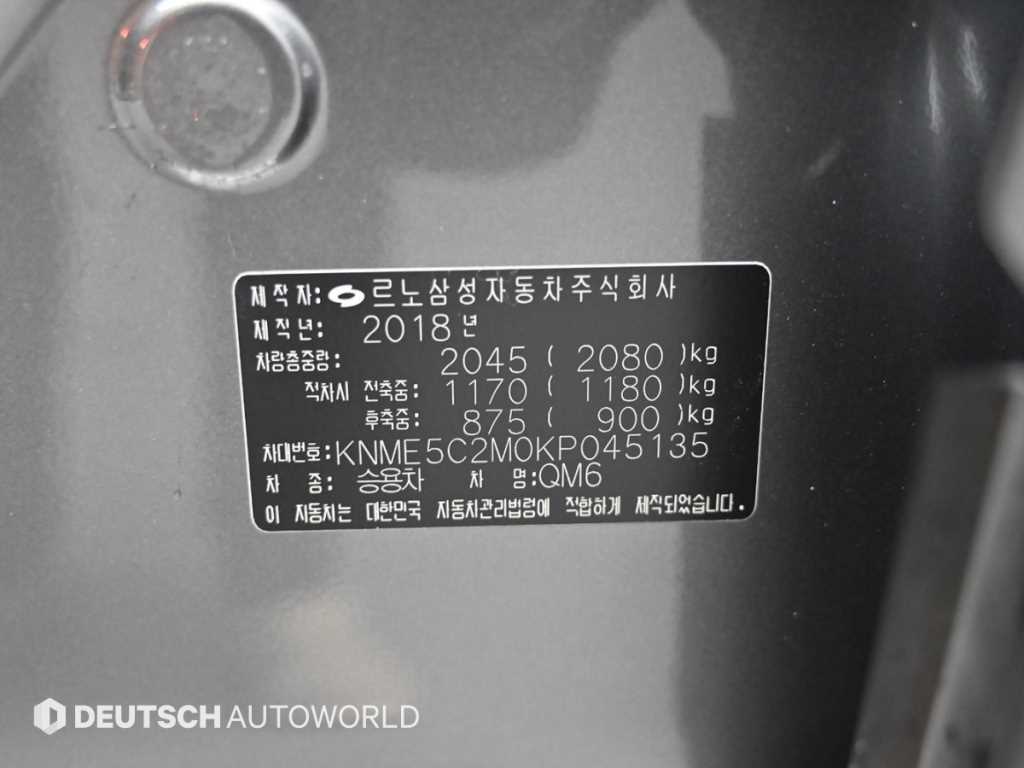 제작자: 르노삼성자동차주식회사
제작년: 2018년
차량총중량: 2045 ( 2080 )kg
적차시 전축중: 1170 ( 1180 )kg
후축중: 875 ( 900 )kg
차대번호: KNME5C2M0KP045135
차 종: 승용차 차 명: QM6
이 자동차는 대한민국 자동차관리법령에 적합하게 제작되었습니다.
DEUTSCH AUTOWORLD